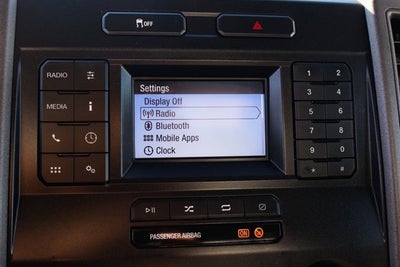 OFF
RADIO
MEDIA
i
Settings
Display Off
Radio
Bluetooth
Mobile Apps
Clock
1 2
3 4
5 6
7 8
9 0
* #
PASSENGER AIRBAG ON